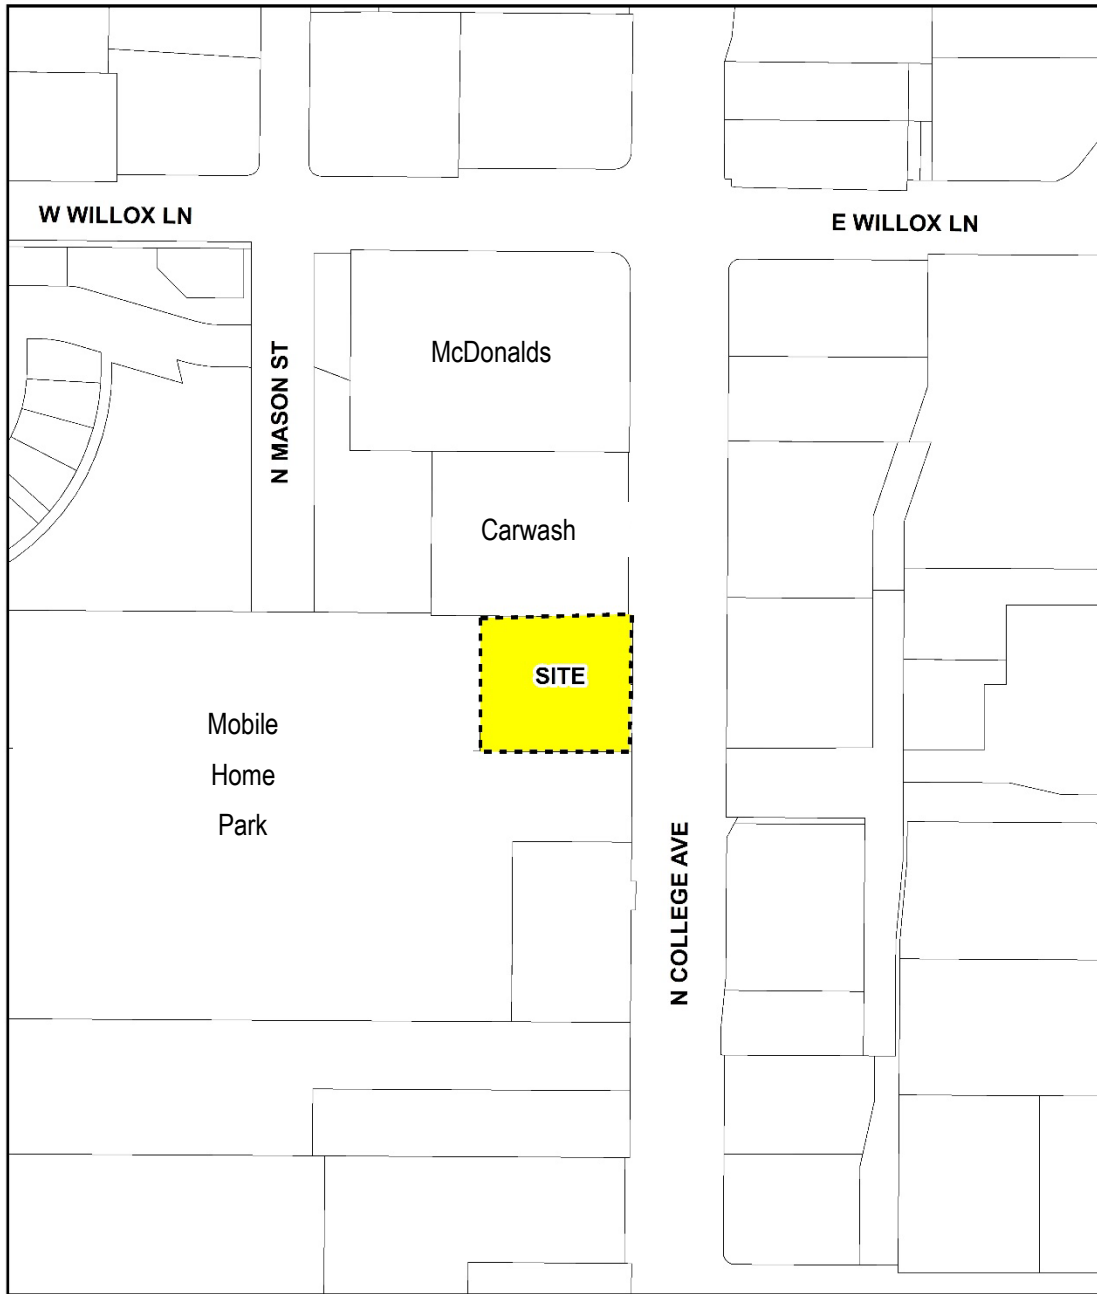 W WILLOX LN
E WILLOX LN
McDonalds
N MASON ST
Carwash
SITE
Mobile
Home
Park
N COLLEGE AVE